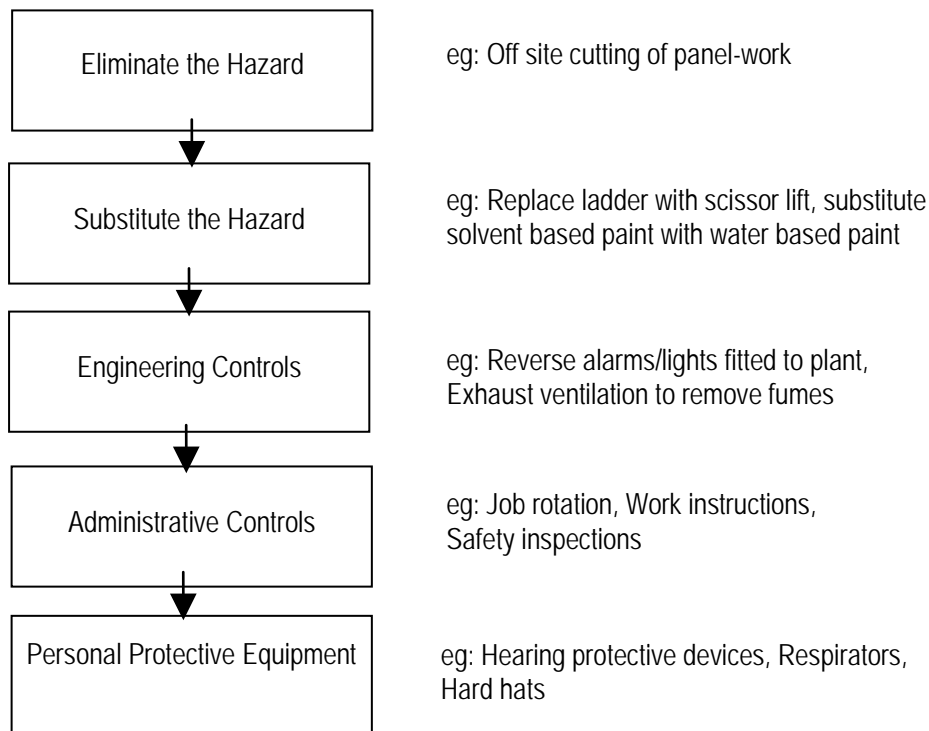 Eliminate the Hazard
eg: Off site cutting of panel-work
Substitute the Hazard
eg: Replace ladder with scissor lift, substitute
solvent based paint with water based paint
Engineering Controls
eg: Reverse alarms/lights fitted to plant,
Exhaust ventilation to remove fumes
Administrative Controls
eg: Job rotation, Work instructions,
Safety inspections
Personal Protective Equipment
eg: Hearing protective devices, Respirators,
Hard hats